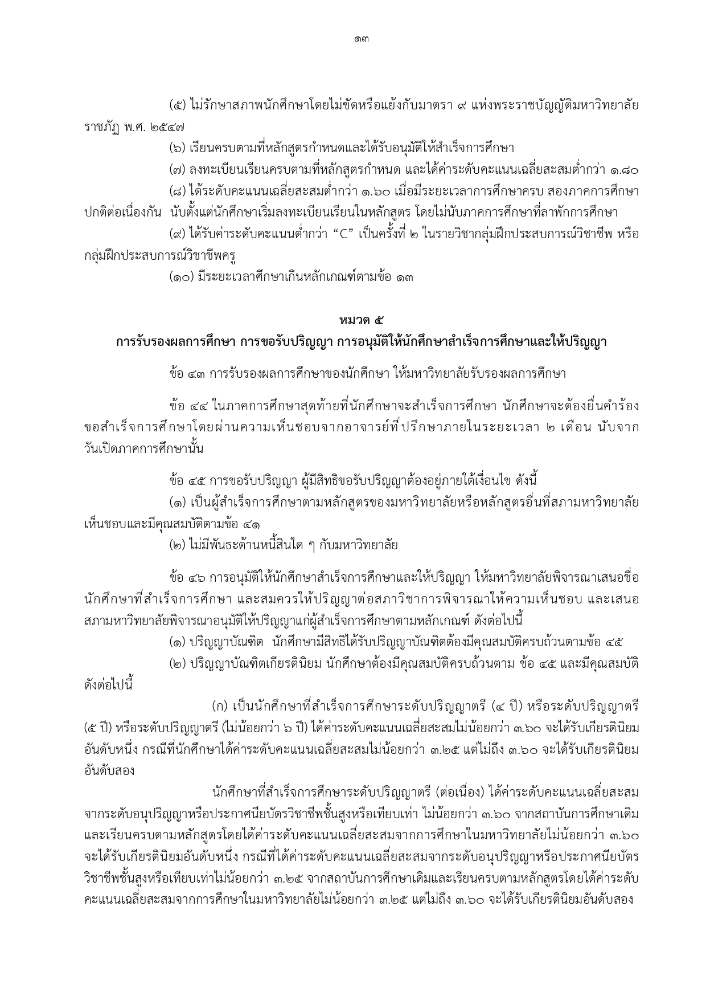 ๑๓
(๕) ไม่รักษาสภาพนักศึกษาโดยไม่ขัดหรือแย้งกับมาตรา ๙ แห่งพระราชบัญญัติมหาวิทยาลัย
ราชภัฏ พ.ศ. ๒๕๔๗
(๖) เรียนครบตามที่หลักสูตรกำหนดและได้รับอนุมัติให้สำเร็จการศึกษา
(๗) ลงทะเบียนเรียนครบตามที่หลักสูตรกำหนด และได้ค่าระดับคะแนนเฉลี่ยสะสมต่ำกว่า ๑.๘๐
(๘) ได้ระดับคะแนนเฉลี่ยสะสมต่ำกว่า ๑.๖๐ เมื่อมีระยะเวลาการศึกษาครบ สองภาคการศึกษา
ปกติต่อเนื่องกัน นับตั้งแต่นักศึกษาเริ่มลงทะเบียนเรียนในหลักสูตร โดยไม่นับภาคการศึกษาที่ลาพักการศึกษา
(๙) ได้รับค่าระดับคะแนนต่ำกว่า “C” เป็นครั้งที่ ๒ ในรายวิชากลุ่มฝึกประสบการณ์วิชาชีพ หรือ
กลุ่มฝึกประสบการณ์วิชาชีพครู
(๑๐) มีระยะเวลาศึกษาเกินหลักเกณฑ์ตามข้อ ๑๓
หมวด ๕
การรับรองผลการศึกษา การขอรับปริญญา การอนุมัติให้นักศึกษาสำเร็จการศึกษาและให้ปริญญา
ข้อ ๔๓ การรับรองผลการศึกษาของนักศึกษา ให้มหาวิทยาลัยรับรองผลการศึกษา
ข้อ ๔๔ ในภาคการศึกษาสุดท้ายที่นักศึกษาจะสำเร็จการศึกษา นักศึกษาจะต้องยื่นคำร้อง
ขอสำเร็จการศึกษาโดยผ่านความเห็นชอบจากอาจารย์ที่ปรึกษาภายในระยะเวลา ๒ เดือน นับจาก
วันเปิดภาคการศึกษานั้น
ข้อ ๔๕ การขอรับปริญญา ผู้มีสิทธิขอรับปริญญาต้องอยู่ภายใต้เงื่อนไข ดังนี้
(๑) เป็นผู้สำเร็จการศึกษาตามหลักสูตรของมหาวิทยาลัยหรือหลักสูตรอื่นที่สภามหาวิทยาลัย
เห็นชอบและมีคุณสมบัติตามข้อ ๔๑
(๒) ไม่มีพันธะด้านหนี้สินใด ๆ กับมหาวิทยาลัย
ข้อ ๔๖ การอนุมัติให้นักศึกษาสำเร็จการศึกษาและให้ปริญญา ให้มหาวิทยาลัยพิจารณาเสนอชื่อ
นักศึกษาที่สำเร็จการศึกษา และสมควรให้ปริญญาต่อสภาวิชาการพิจารณาให้ความเห็นชอบ และเสนอ
สภามหาวิทยาลัยพิจารณาอนุมัติให้ปริญญาแก่ผู้สำเร็จการศึกษาตามหลักเกณฑ์ ดังต่อไปนี้
(๑) ปริญญาบัณฑิต นักศึกษามีสิทธิได้รับปริญญาบัณฑิตต้องมีคุณสมบัติครบถ้วนตามข้อ ๔๕
(๒) ปริญญาบัณฑิตเกียรตินิยม นักศึกษาต้องมีคุณสมบัติครบถ้วนตาม ข้อ ๔๕ และมีคุณสมบัติ
ดังต่อไปนี้
(ก) เป็นนักศึกษาที่สำเร็จการศึกษาระดับปริญญาตรี (๔ ปี) หรือระดับปริญญาตรี
(๕ ปี) หรือระดับปริญญาตรี (ไม่น้อยกว่า ๖ ปี) ได้ค่าระดับคะแนนเฉลี่ยสะสมไม่น้อยกว่า ๓.๖๐ จะได้รับเกียรตินิยม
อันดับหนึ่ง กรณีที่นักศึกษาได้ค่าระดับคะแนนเฉลี่ยสะสมไม่น้อยกว่า ๓.๒๕ แต่ไม่ถึง ๓.๖๐ จะได้รับเกียรตินิยม
อันดับสอง
นักศึกษาที่สำเร็จการศึกษาระดับปริญญาตรี (ต่อเนื่อง) ได้ค่าระดับคะแนนเฉลี่ยสะสม
จากระดับอนุปริญญาหรือประกาศนียบัตรวิชาชีพชั้นสูงหรือเทียบเท่า ไม่น้อยกว่า ๓.๖๐ จากสถาบันการศึกษาเดิม
และเรียนครบตามหลักสูตรโดยได้ค่าระดับคะแนนเฉลี่ยสะสมจากการศึกษาในมหาวิทยาลัยไม่น้อยกว่า ๓.๖๐
จะได้รับเกียรตินิยมอันดับหนึ่ง กรณีที่ได้ค่าระดับคะแนนเฉลี่ยสะสมจากระดับอนุปริญญาหรือประกาศนียบัตร
วิชาชีพชั้นสูงหรือเทียบเท่าไม่น้อยกว่า ๓.๒๕ จากสถาบันการศึกษาเดิมและเรียนครบตามหลักสูตรโดยได้ค่าระดับ
คะแนนเฉลี่ยสะสมจากการศึกษาในมหาวิทยาลัยไม่น้อยกว่า ๓.๒๕ แต่ไม่ถึง ๓.๖๐ จะได้รับเกียรตินิยมอันดับสอง